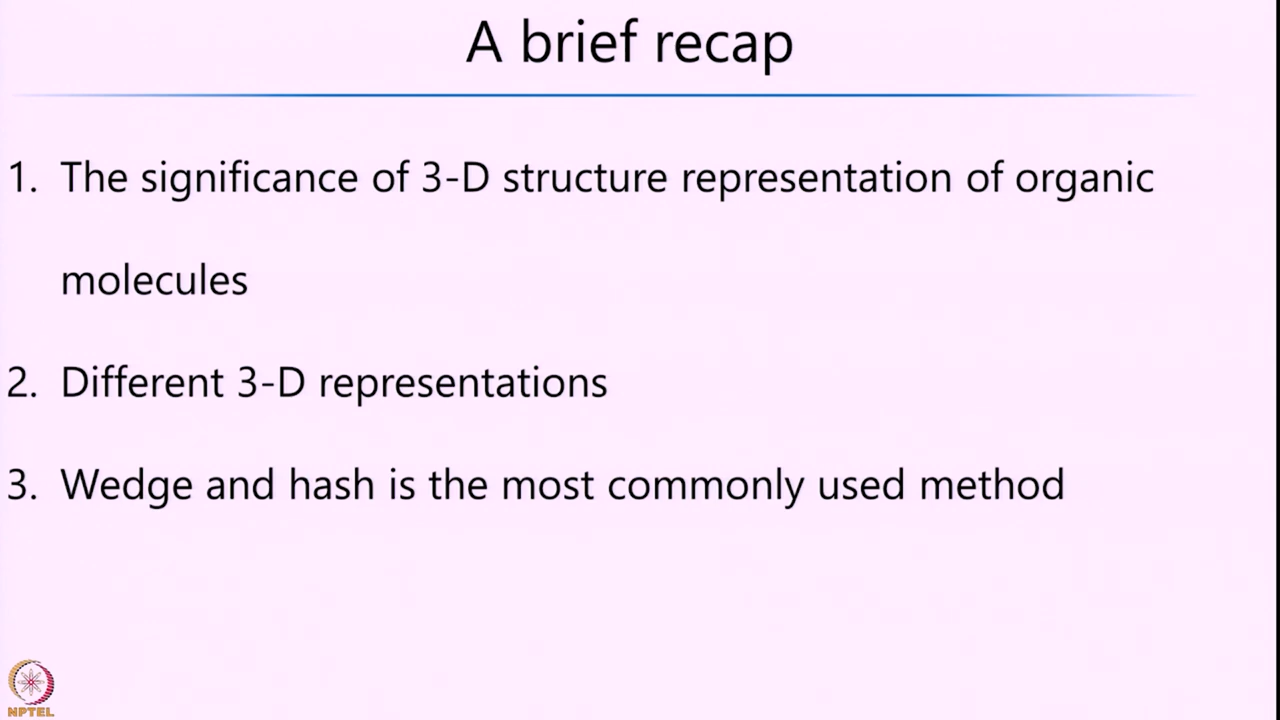 A brief recap
1. The significance of 3-D structure representation of organic
molecules
2. Different 3-D representations
3. Wedge and hash is the most commonly used method
NPTEL